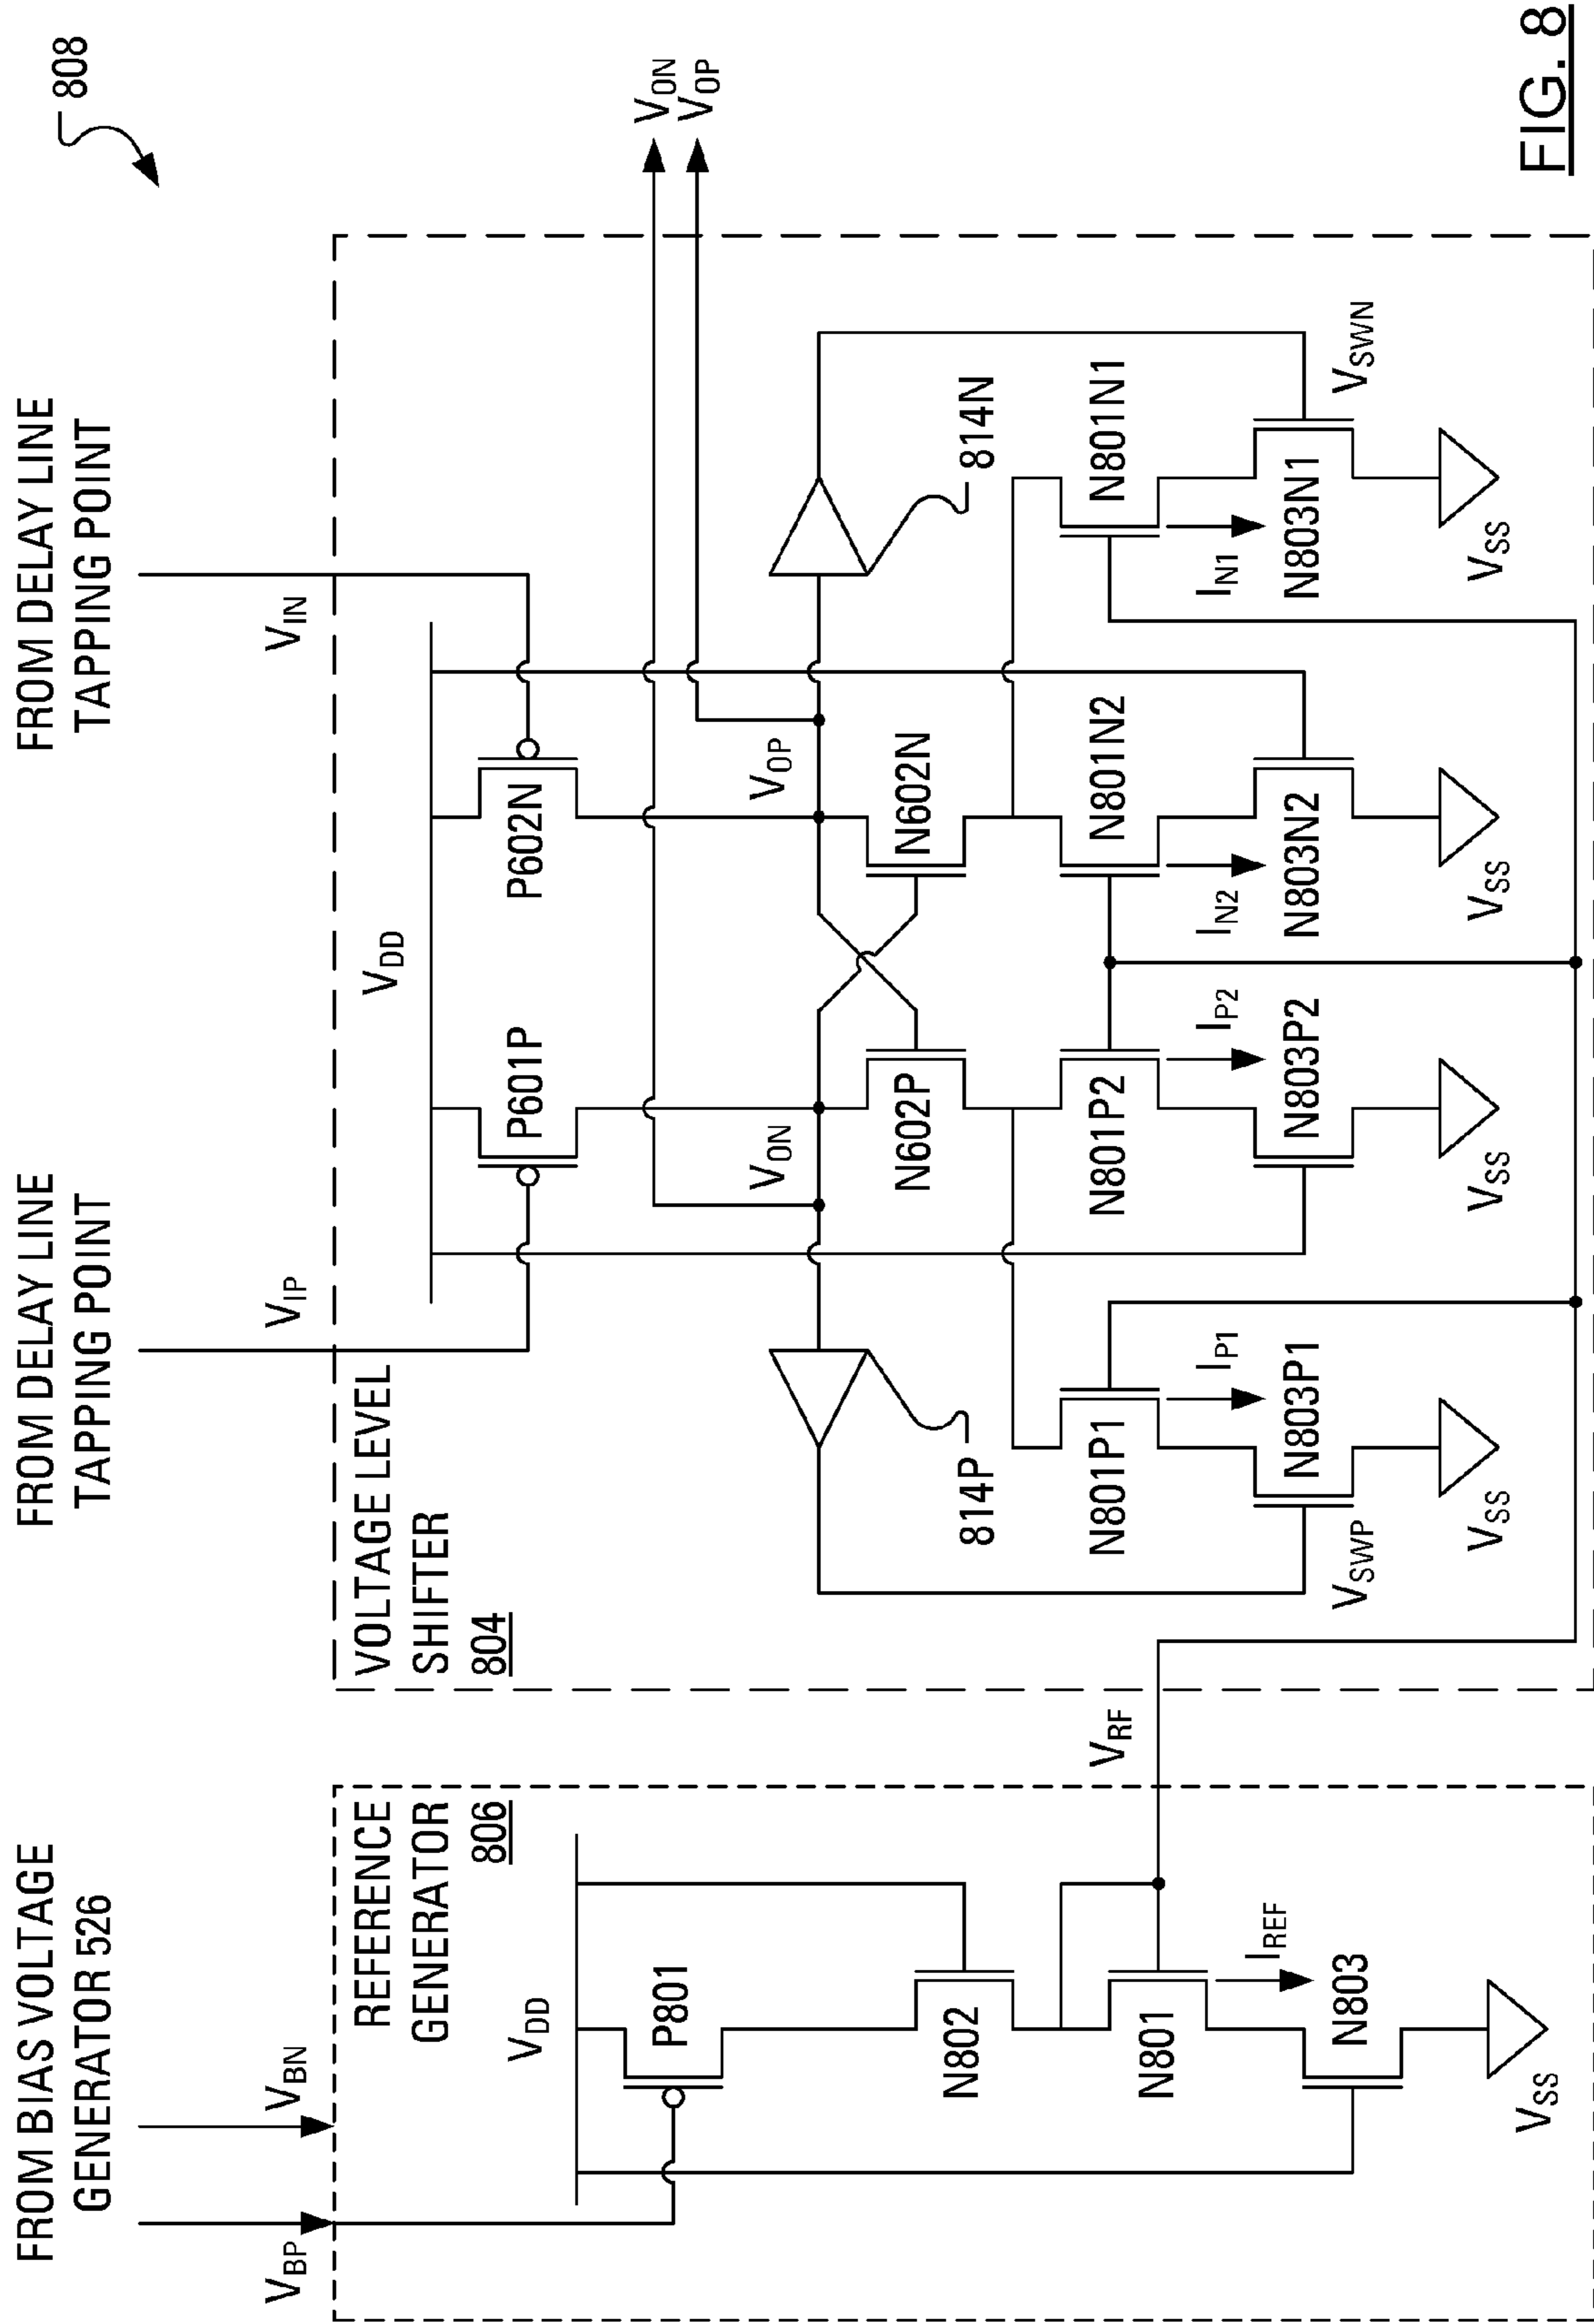 808
FROM BIAS VOLTAGE
GENERATOR 526
FROM DELAY LINE
TAPPING POINT
FROM DELAY LINE
TAPPING POINT
VBP
VBN
VIP
VIN
REFERENCE
GENERATOR
806
VDD
P801
N802
N801
IREF
N803
VSS
VRF
VOLTAGE LEVEL
SHIFTER
804
VDD
P601P
P602N
VON
VOP
VON
VOP
N602P
N602N
814P
814N
N801P1
N801P2
N801N2
N801N1
IP1
IP2
IN2
IN1
N803P1
N803P2
N803N2
N803N1
VSWP
VSWN
VSS
VSS
VSS
VSS
FIG. 8